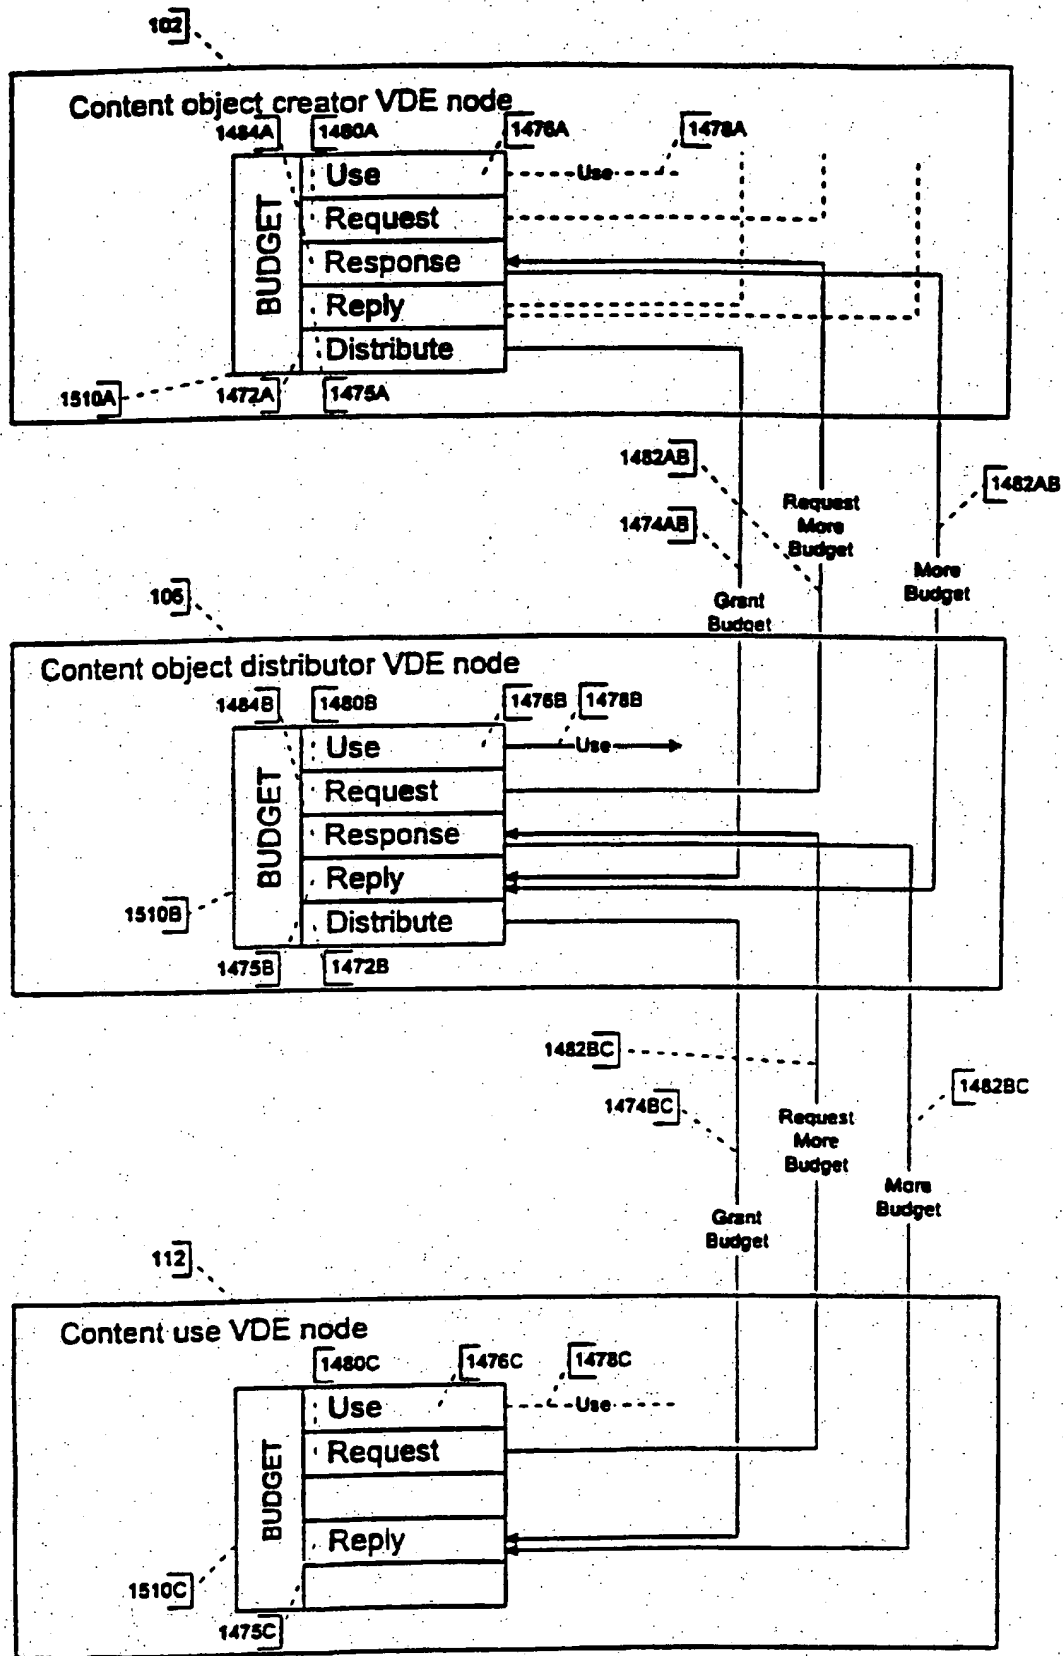 102
Content object creator VDE node
1484A
1480A
1476A
1478A
BUDGET
Use
Use
Request
Response
Reply
Distribute
1510A
1472A
1475A
1482AB
1474AB
Request
More
Budget
1482AB
Grant
Budget
More
Budget
106
Content object distributor VDE node
1484B
1480B
1476B
1478B
BUDGET
Use
Use
Request
Response
Reply
Distribute
1510B
1475B
1472B
1482BC
1474BC
Request
More
Budget
1482BC
Grant
Budget
More
Budget
112
Content use VDE node
1480C
1476C
1478C
BUDGET
Use
Use
Request
Reply
1510C
1475C